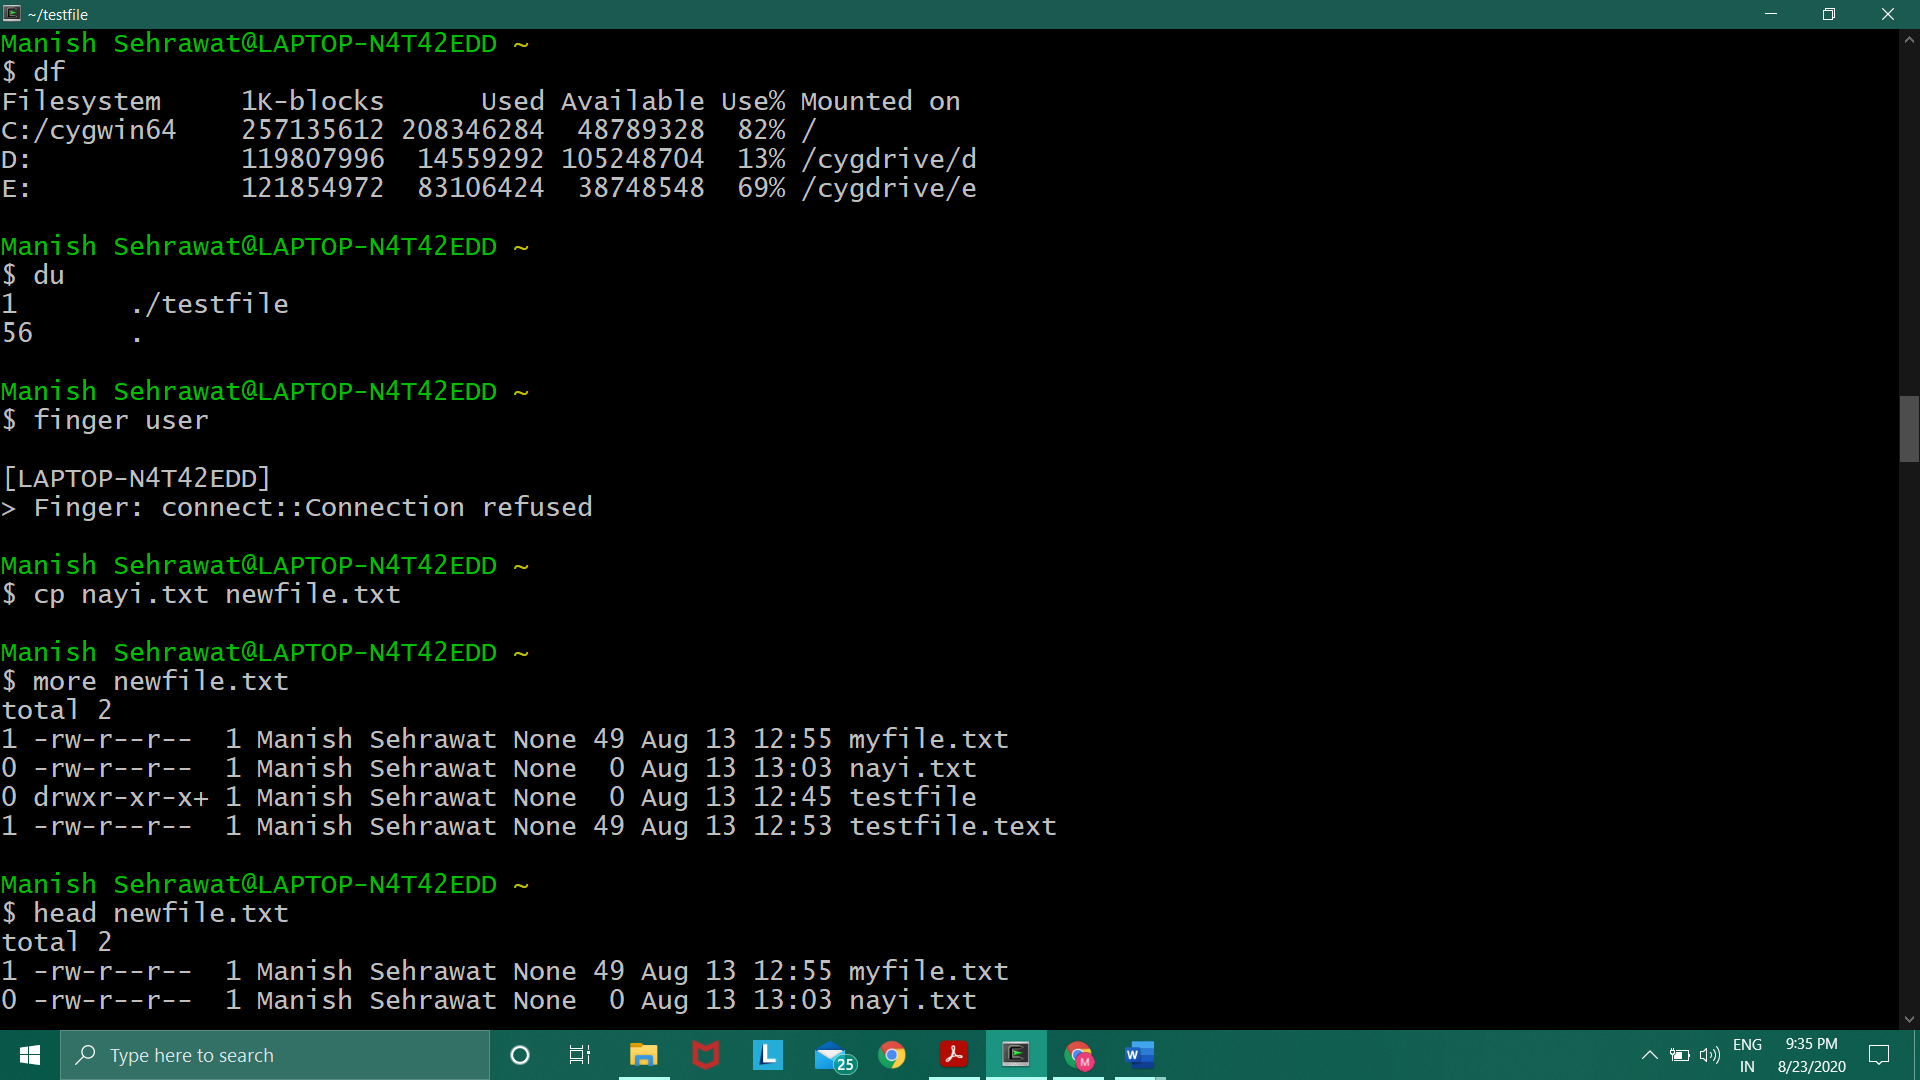 ~/testfile
Manish Sehrawat@LAPTOP-N4T42EDD ~
$ df
Filesystem     1K-blocks      Used Available Use% Mounted on
C:/cygwin64    257135612 208346284  48789328  82% /
D:             119807996  14559292 105248704  13% /cygdrive/d
E:             121854972  83106424  38748548  69% /cygdrive/e
Manish Sehrawat@LAPTOP-N4T42EDD ~
$ du
1       ./testfile
56      .
Manish Sehrawat@LAPTOP-N4T42EDD ~
$ finger user
[LAPTOP-N4T42EDD]
> Finger: connect::Connection refused
Manish Sehrawat@LAPTOP-N4T42EDD ~
$ cp nayi.txt newfile.txt
Manish Sehrawat@LAPTOP-N4T42EDD ~
$ more newfile.txt
total 2
1 -rw-r--r--  1 Manish Sehrawat None 49 Aug 13 12:55 myfile.txt
0 -rw-r--r--  1 Manish Sehrawat None  0 Aug 13 13:03 nayi.txt
0 drwxr-xr-x+ 1 Manish Sehrawat None  0 Aug 13 12:45 testfile
1 -rw-r--r--  1 Manish Sehrawat None 49 Aug 13 12:53 testfile.text
Manish Sehrawat@LAPTOP-N4T42EDD ~
$ head newfile.txt
total 2
1 -rw-r--r--  1 Manish Sehrawat None 49 Aug 13 12:55 myfile.txt
0 -rw-r--r--  1 Manish Sehrawat None  0 Aug 13 13:03 nayi.txt
Type here to search
L
25
M
W
ENG
IN
9:35 PM
8/23/2020